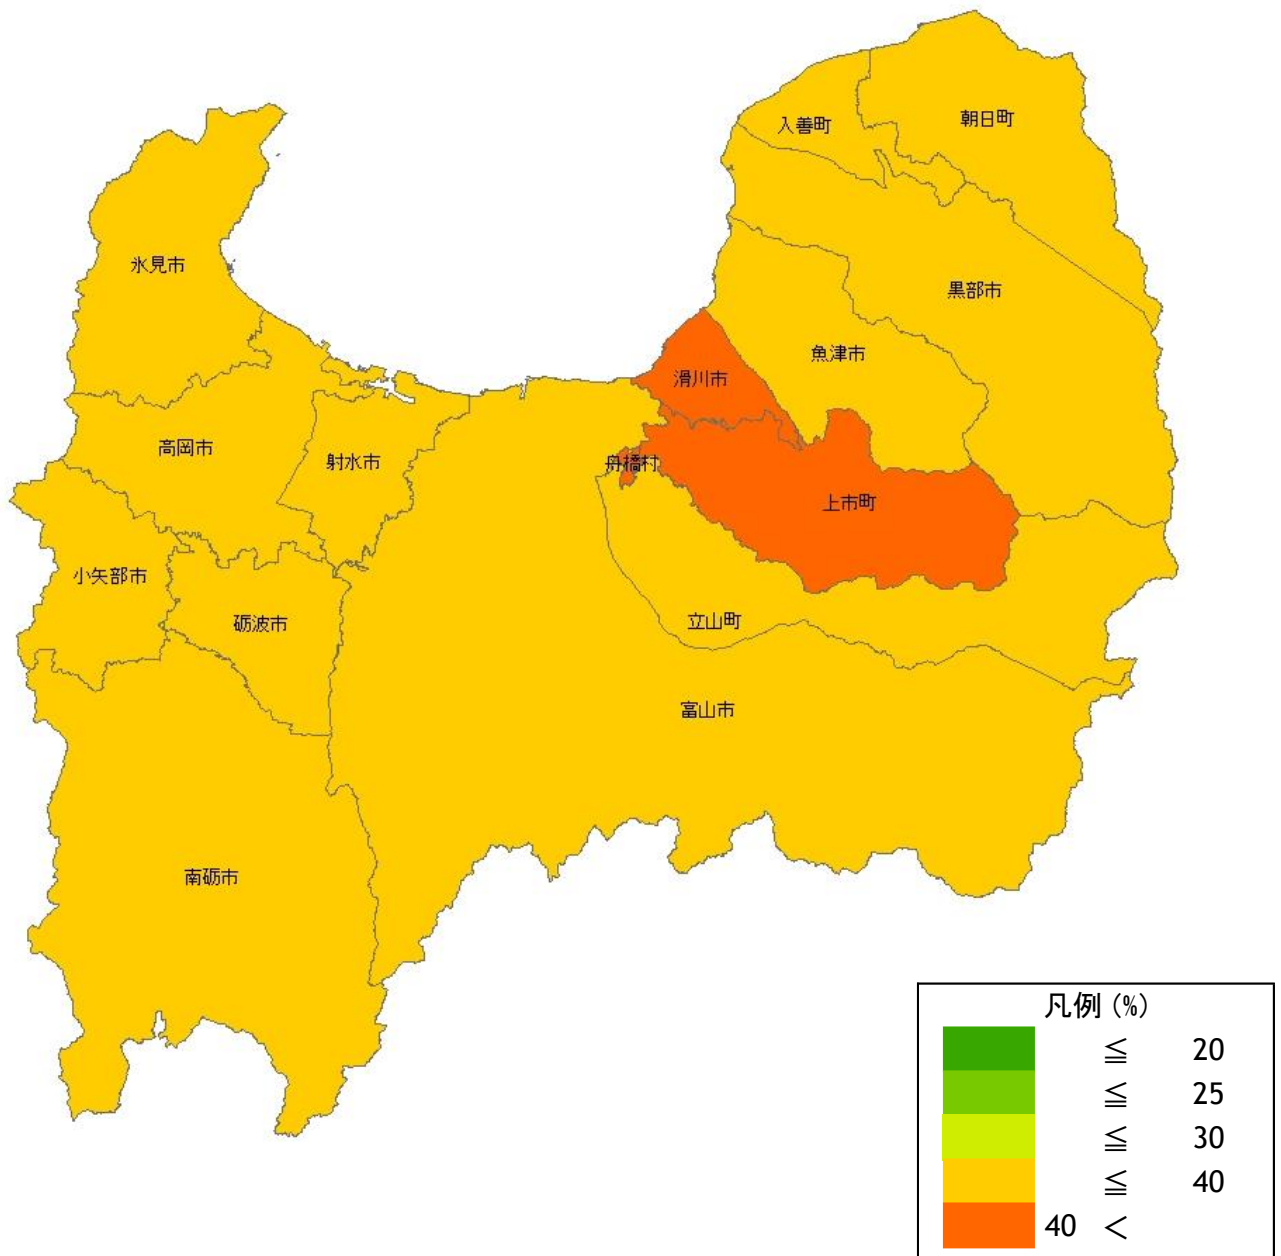 入善町
朝日町
氷見市
黒部市
魚津市
滑川市
高岡市
射水市
舟橋村
上市町
小矢部市
砺波市
立山町
富山市
南砺市
凡例 (%)
≦ 20
≦ 25
≦ 30
≦ 40
40 <